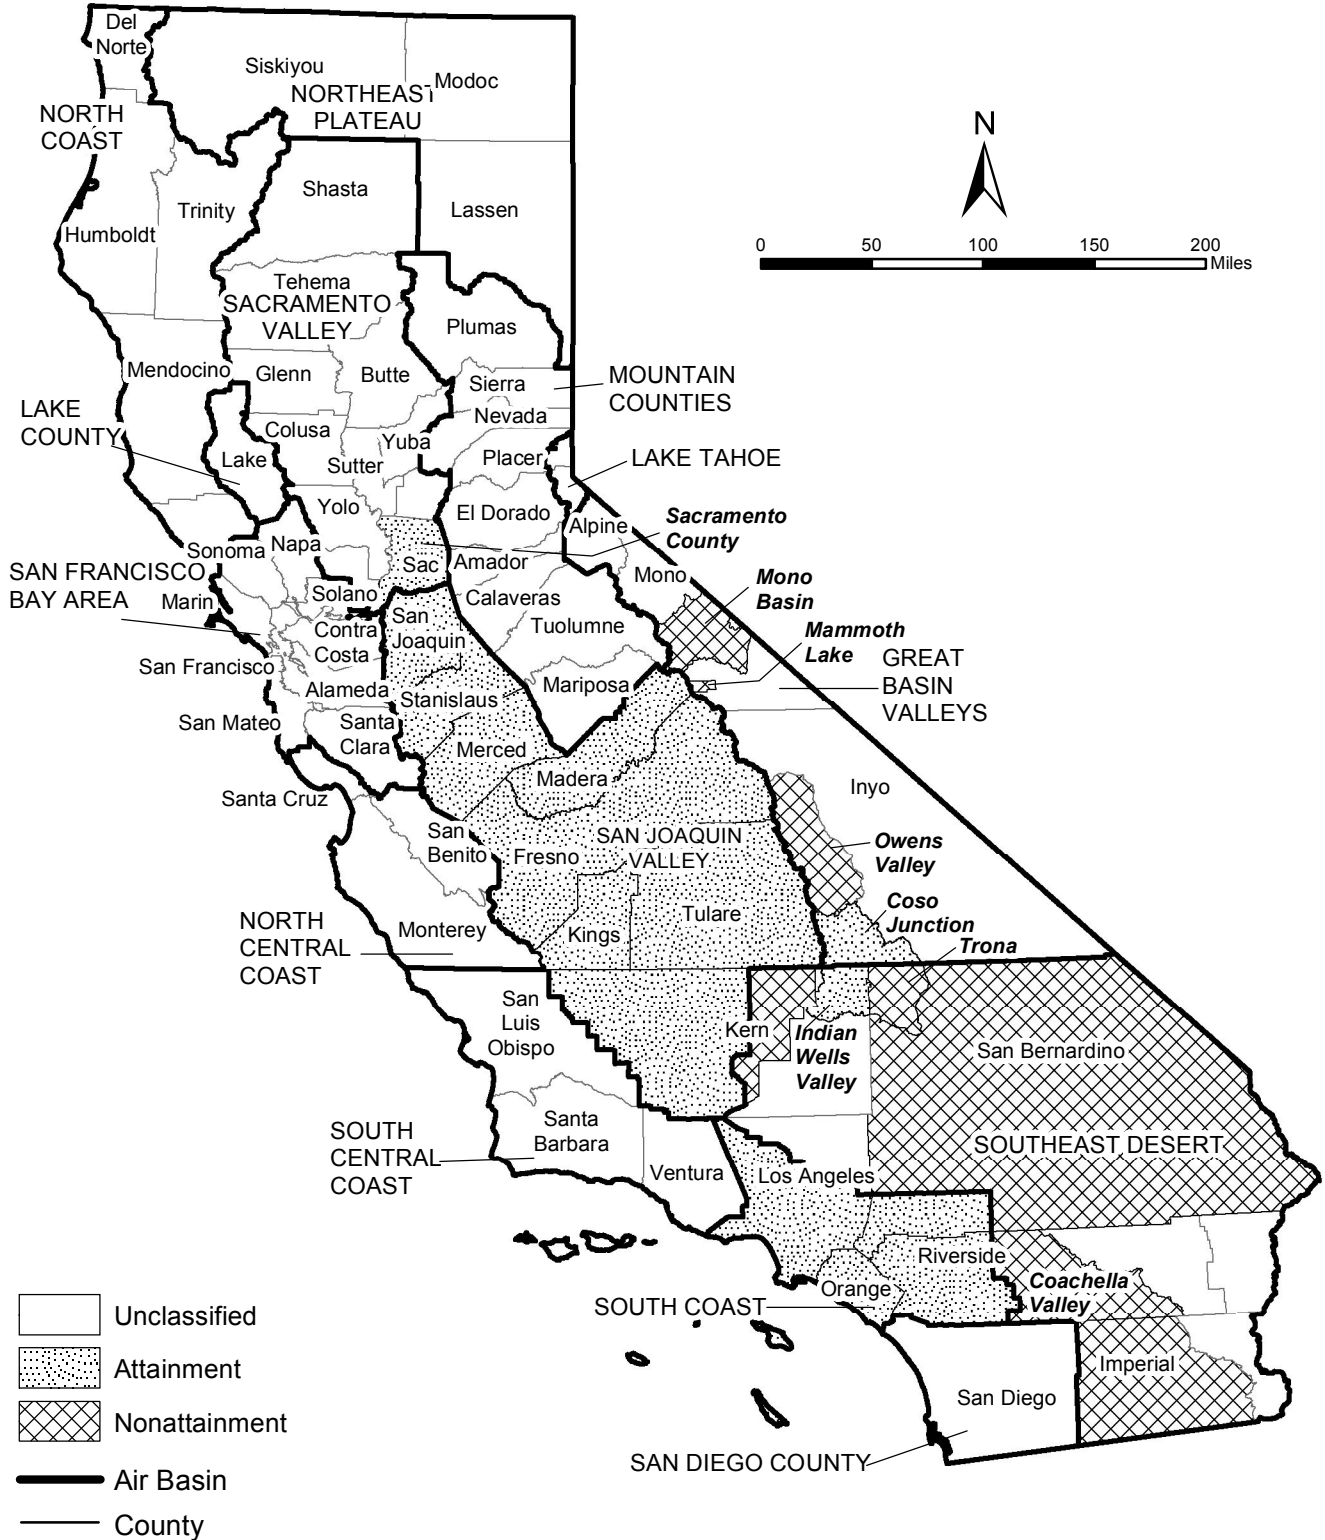 Del
Norte
Siskiyou
Modoc
NORTHEAST
PLATEAU
NORTH
COAST
N
Shasta
Trinity
Lassen
Humboldt
0 50 100 150 200
Miles
Tehema
SACRAMENTO
VALLEY
Plumas
Mendocino
Glenn
Butte
Sierra
MOUNTAIN
COUNTIES
LAKE
COUNTY
Nevada
Colusa
Yuba
Lake
Sutter
Placer
LAKE TAHOE
Yolo
El Dorado
Alpine
Sacramento
County
Sonoma
Napa
Sac
Amador
Mono
Mono
Basin
SAN FRANCISCO
BAY AREA
Marin
Solano
Calaveras
San
Joaquin
Tuolumne
Contra
Costa
Mammoth
Lake
GREAT
BASIN
VALLEYS
San Francisco
Alameda
Stanislaus
Mariposa
San Mateo
Santa
Clara
Merced
Madera
Inyo
Santa Cruz
San
Benito
Fresno
SAN JOAQUIN
VALLEY
Owens
Valley
Coso
Junction
Tulare
NORTH
CENTRAL
COAST
Monterey
Kings
Trona
San
Luis
Obispo
Kern
Indian
Wells
Valley
San Bernardino
SOUTH
CENTRAL
COAST
Santa
Barbara
Ventura
Los Angeles
SOUTHEAST DESERT
Riverside
Orange
Coachella
Valley
SOUTH COAST
Imperial
San Diego
SAN DIEGO COUNTY
Unclassified
Attainment
Nonattainment
Air Basin
County